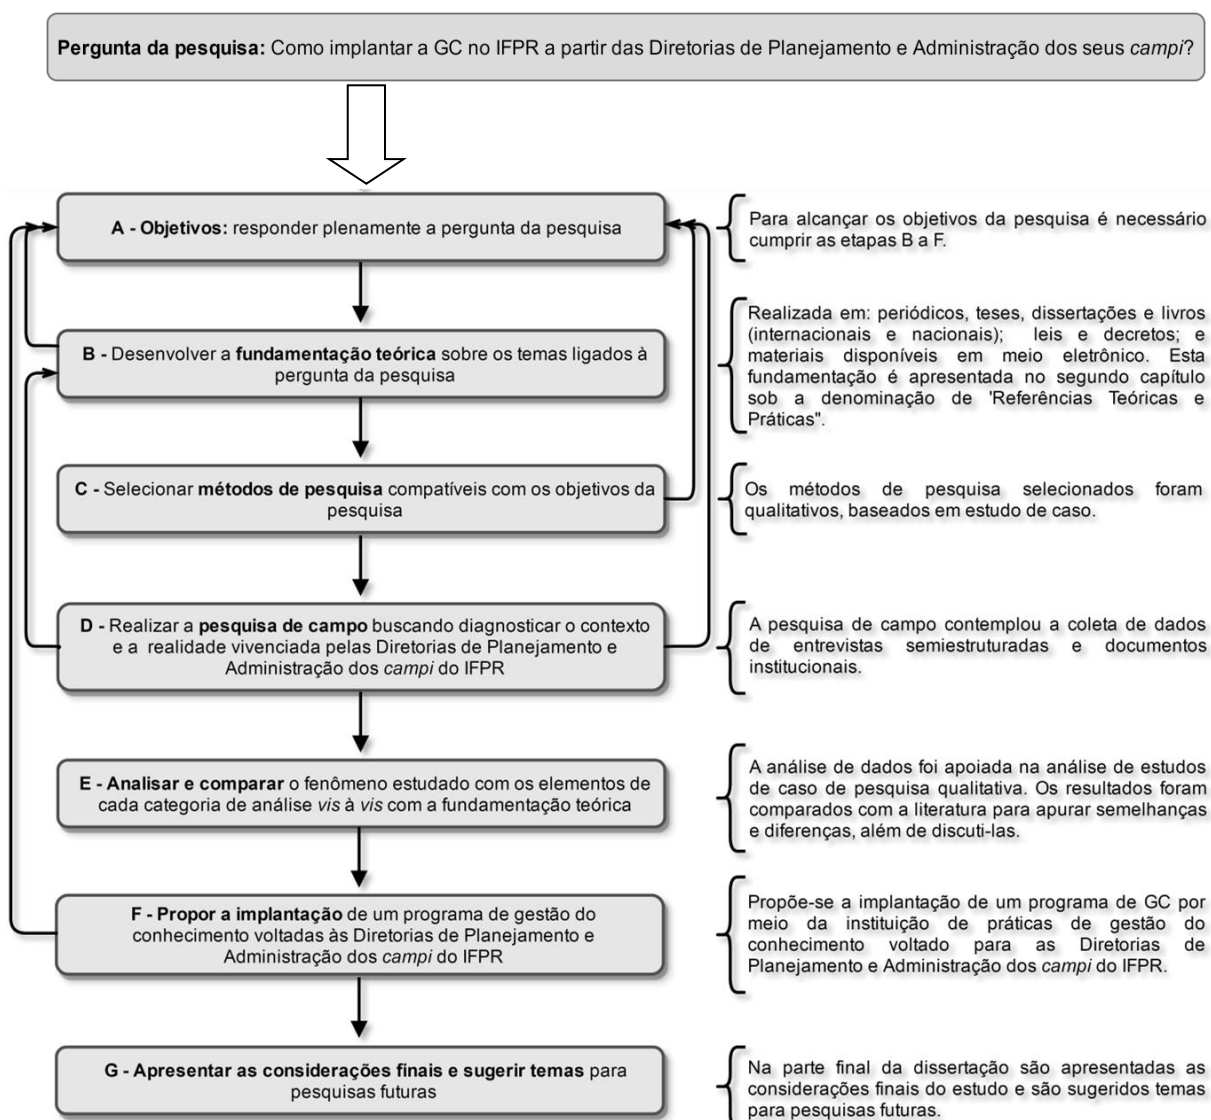 Pergunta da pesquisa: Como implantar a GC no IFPR a partir das Diretorias de Planejamento e Administração dos seus campi?
A - Objetivos: responder plenamente a pergunta da pesquisa
Para alcançar os objetivos da pesquisa é necessário
cumprir as etapas B a F.
B - Desenvolver a fundamentação teórica sobre os temas ligados à
pergunta da pesquisa
Realizada em: periódicos, teses, dissertações e livros
(internacionais e nacionais); leis e decretos; e
materiais disponíveis em meio eletrônico. Esta
fundamentação é apresentada no segundo capítulo
sob a denominação de 'Referências Teóricas e
Práticas".
C - Selecionar métodos de pesquisa compatíveis com os objetivos da
pesquisa
Os métodos de pesquisa selecionados foram
qualitativos, baseados em estudo de caso.
D - Realizar a pesquisa de campo buscando diagnosticar o contexto
e a realidade vivenciada pelas Diretorias de Planejamento e
Administração dos campi do IFPR
A pesquisa de campo contemplou a coleta de dados
de entrevistas semiestruturadas e documentos
institucionais.
E - Analisar e comparar o fenômeno estudado com os elementos de
cada categoria de análise vis à vis com a fundamentação teórica
A análise de dados foi apoiada na análise de estudos
de caso de pesquisa qualitativa. Os resultados foram
comparados com a literatura para apurar semelhanças
e diferenças, além de discuti-las.
F - Propor a implantação de um programa de gestão do
conhecimento voltadas às Diretorias de Planejamento e
Administração dos campi do IFPR
Propõe-se a implantação de um programa de GC por
meio da instituição de práticas de gestão do
conhecimento voltado para as Diretorias de
Planejamento e Administração dos campi do IFPR.
G - Apresentar as considerações finais e sugerir temas para
pesquisas futuras
Na parte final da dissertação são apresentadas as
considerações finais do estudo e são sugeridos temas
para pesquisas futuras.